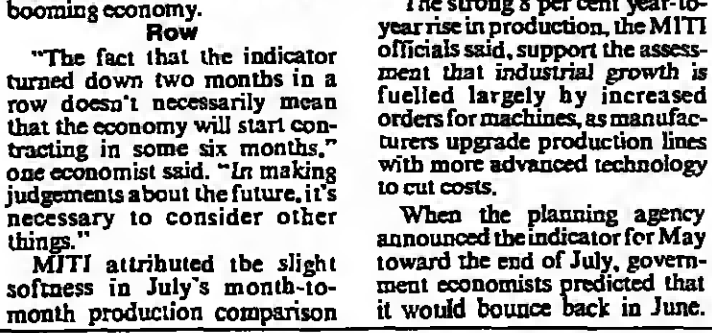 booming economy.
Row
"The fact that the indicator
turned down two months in a
row doesn't necessarily mean
that the economy will start con-
tracting in some six months,"
one economist said. "In making
judgements about the future, it's
necessary to consider other
things."
MITI attributed the slight
softness in July's month-to-
month production comparison
The strong 8 per cent year-to-
year rise in production, the MITI
officials said, support the assess-
ment that industrial growth is
fuelled largely by increased
orders for machines, as manufac-
turers upgrade production lines
with more advanced technology
to cut costs.
When the planning agency
announced the indicator for May
toward the end of July, govern-
ment economists predicted that
it would bounce back in June.